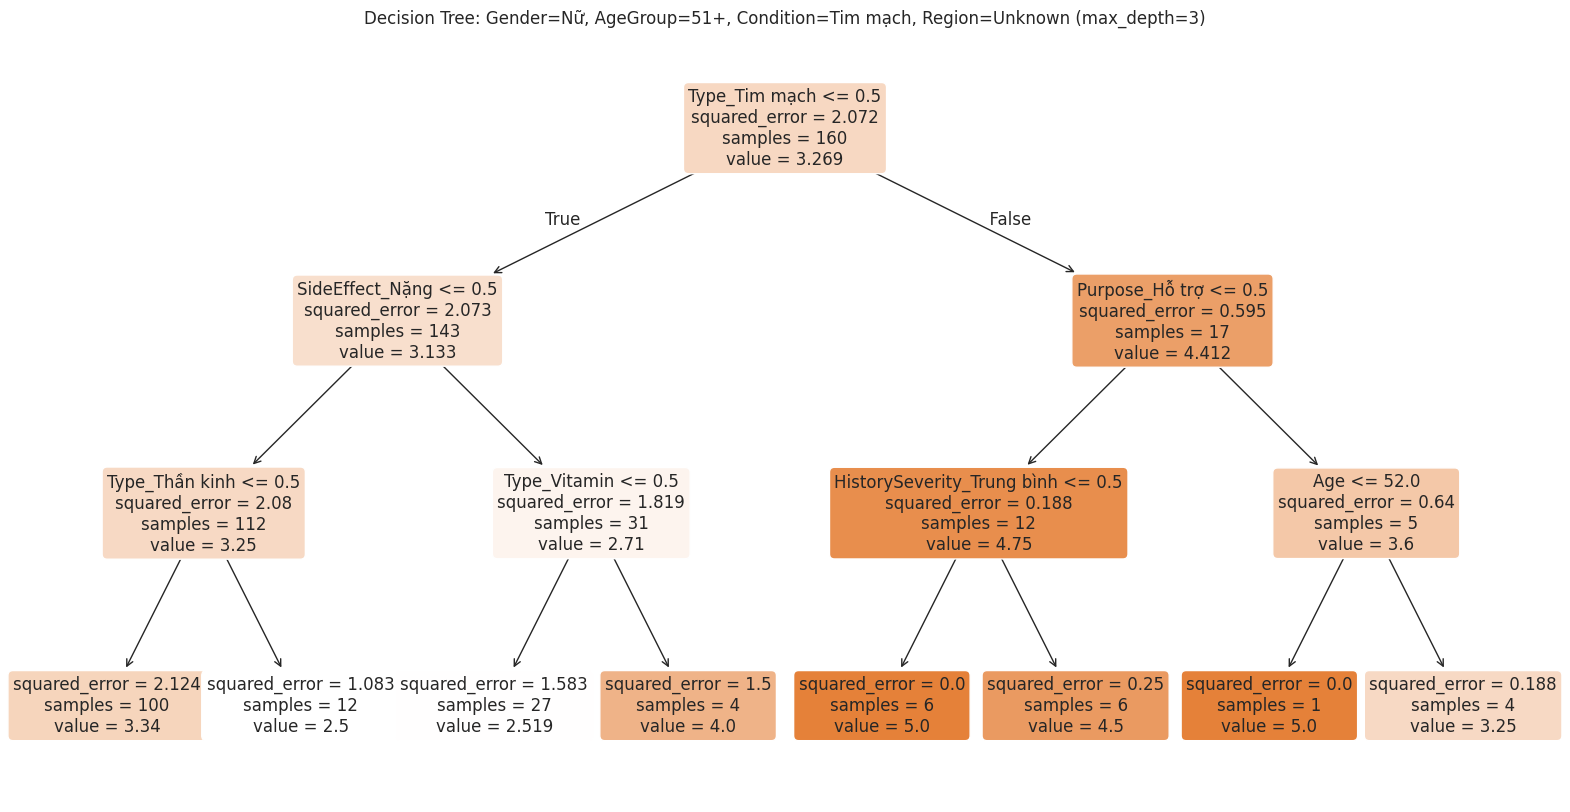 Decision Tree: Gender=Nữ, AgeGroup=51+, Condition=Tim mạch, Region=Unknown (max_depth=3)
Type_Tim mạch <= 0.5
squared_error = 2.072
samples = 160
value = 3.269
True
False
SideEffect_Nặng <= 0.5
squared_error = 2.073
samples = 143
value = 3.133
Purpose_Hỗ trợ <= 0.5
squared_error = 0.595
samples = 17
value = 4.412
Type_Thần kinh <= 0.5
squared_error = 2.08
samples = 112
value = 3.25
Type_Vitamin <= 0.5
squared_error = 1.819
samples = 31
value = 2.71
HistorySeverity_Trung bình <= 0.5
squared_error = 0.188
samples = 12
value = 4.75
Age <= 52.0
squared_error = 0.64
samples = 5
value = 3.6
squared_error = 2.124
samples = 100
value = 3.34
squared_error = 1.083
samples = 12
value = 2.5
squared_error = 1.583
samples = 27
value = 2.519
squared_error = 1.5
samples = 4
value = 4.0
squared_error = 0.0
samples = 6
value = 5.0
squared_error = 0.25
samples = 6
value = 4.5
squared_error = 0.0
samples = 1
value = 5.0
squared_error = 0.188
samples = 4
value = 3.25